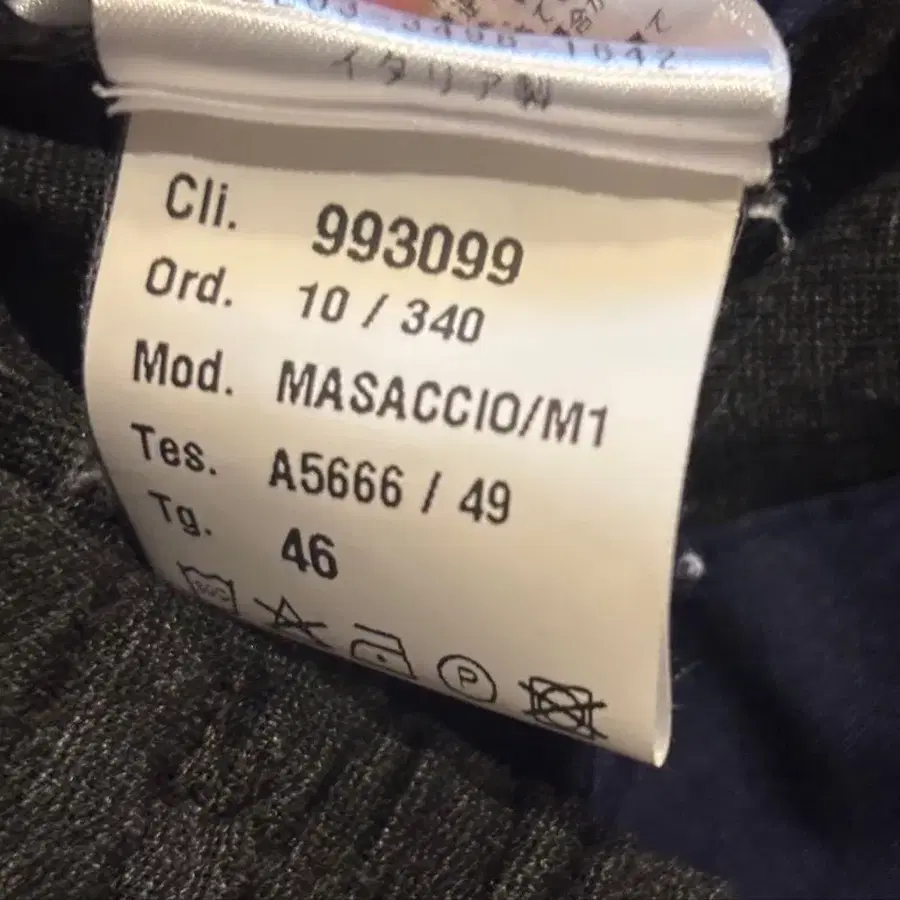 イタリア製
Cli. 993099
Ord. 10 / 340
Mod. MASACCIO/M1
Tes. A5666 / 49
Tg. 46
P